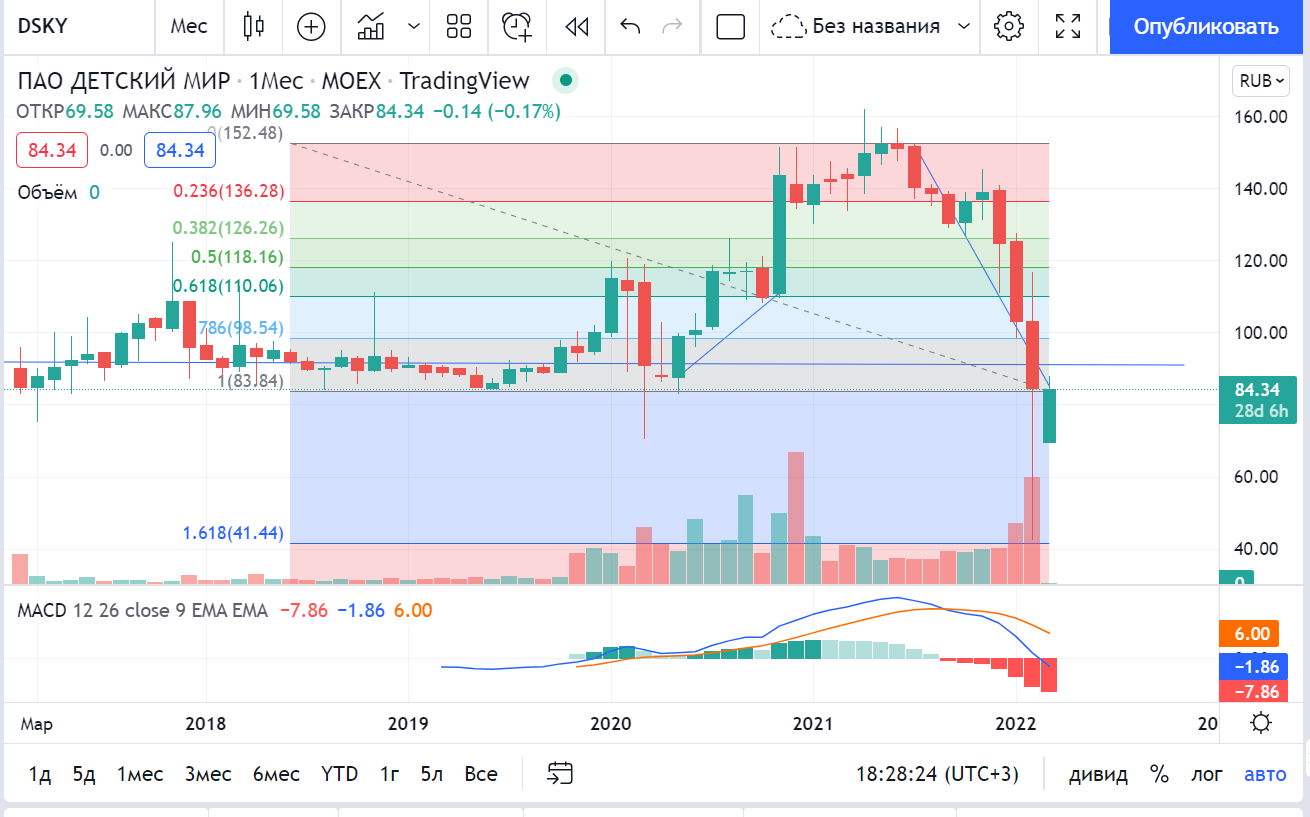 DSKY Мес Без названия Опубликовать
ПАО ДЕТСКИЙ МИР · 1Мес · MOEX · TradingView
RUB
ОТКР69.58 МАКС87.96 МИН69.58 ЗАКР84.34 −0.14 (−0.17%)
160.00
0(152.48)
84.34 0.00 84.34
Объём 0
0.236(136.28)
140.00
0.382(126.26)
0.5(118.16)
120.00
0.618(110.06)
786(98.54)
100.00
1(83.84)
84.34
28d 6h
60.00
1.618(41.44)
40.00
0
MACD 12 26 close 9 EMA EMA −7.86 −1.86 6.00
6.00
−1.86
−7.86
Мар 2018 2019 2020 2021 2022 20
1д 5д 1мес 3мес 6мес YTD 1г 5л Все 18:28:24 (UTC+3) дивид % лог авто